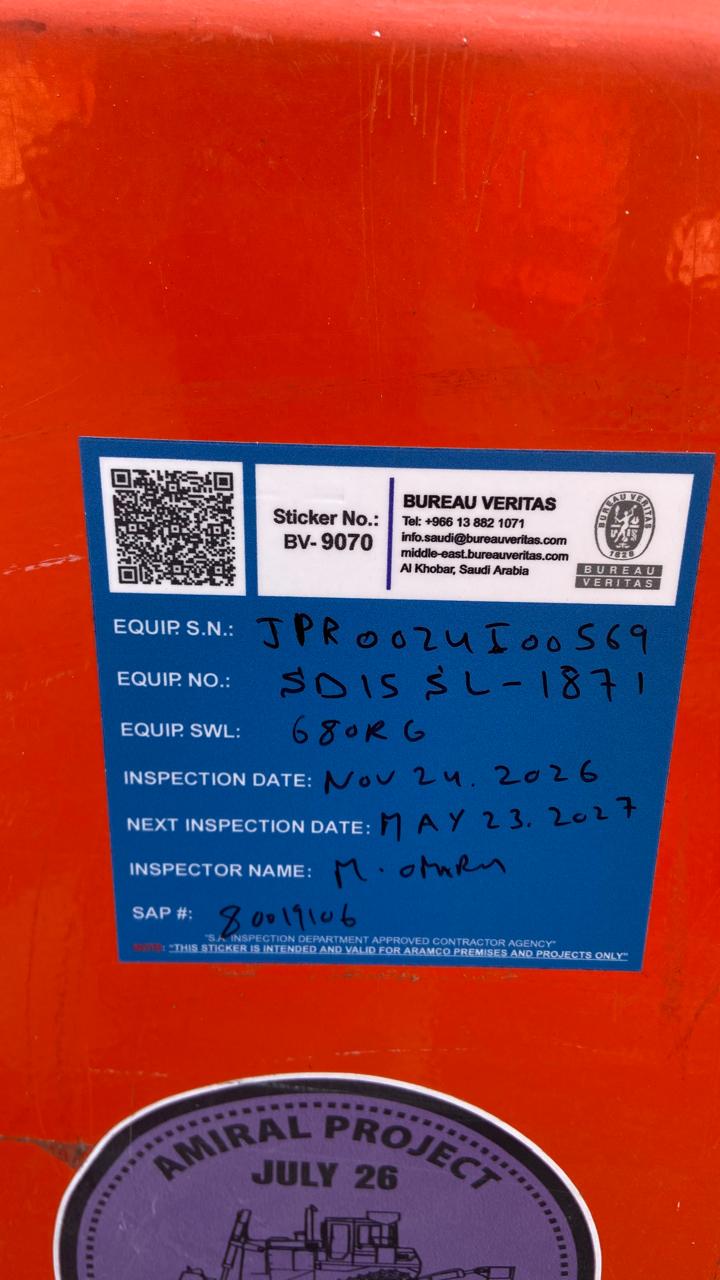 Sticker No.:
BV- 9070
BUREAU VERITAS
Tel: +966 13 882 1071
info.saudi@bureauveritas.com
middle-east.bureauveritas.com
Al Khobar, Saudi Arabia
BUREAU VERITAS
1828
BUREAU
VERITAS
EQUIP. S.N.: JPR0024I00569
EQUIP. NO.: SD15SL-1871
EQUIP. SWL: 680KG
INSPECTION DATE: NOV 24. 2026
NEXT INSPECTION DATE: MAY 23. 2027
INSPECTOR NAME: M.
SAP #: 80019106
"S.A. INSPECTION DEPARTMENT APPROVED CONTRACTOR AGENCY"
NOTE: "THIS STICKER IS INTENDED AND VALID FOR ARAMCO PREMISES AND PROJECTS ONLY"
AMIRAL PROJECT
JULY 26